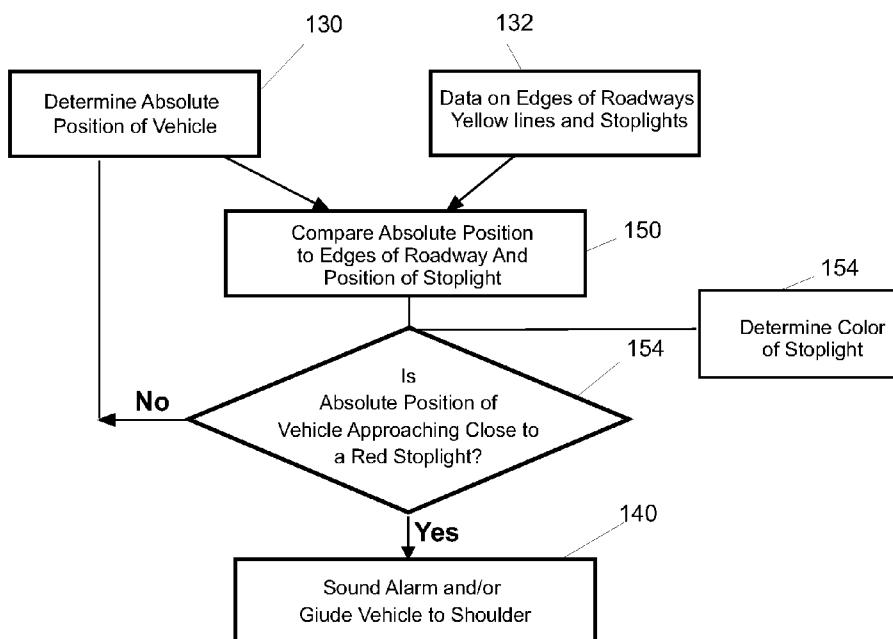 130
132
Determine Absolute
Position of Vehicle
Data on Edges of Roadways
Yellow lines and Stoplights
Compare Absolute Position
to Edges of Roadway And
Position of Stoplight
150
154
Determine Color
of Stoplight
154
Is
Absolute Position of
Vehicle Approaching Close to
a Red Stoplight?
No
Yes
140
Sound Alarm and/or
Giude Vehicle to Shoulder